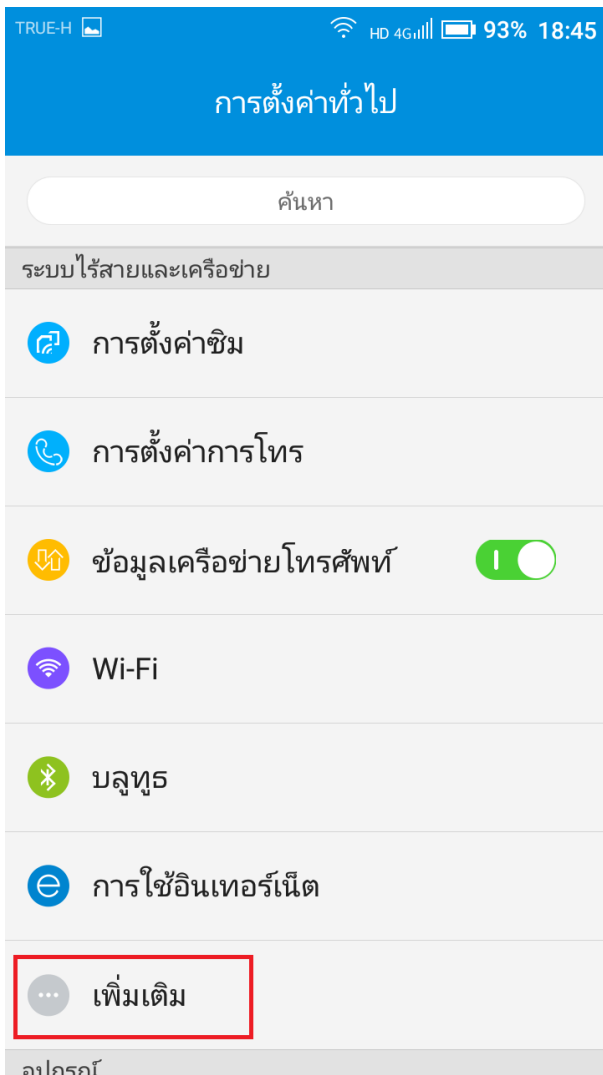 TRUE-H HD 4G 93% 18:45
การตั้งค่าทั่วไป
ค้นหา
ระบบไร้สายและเครือข่าย
การตั้งค่าซิม
การตั้งค่าการโทร
ข้อมูลเครือข่ายโทรศัพท์
Wi-Fi
บลูทูธ
การใช้อินเทอร์เน็ต
เพิ่มเติม
อุปกรณ์